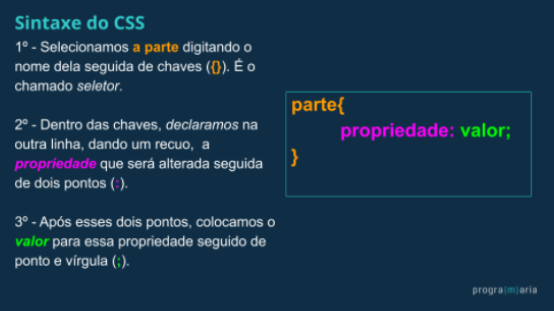 Sintaxe do CSS
1º - Selecionamos a parte digitando o
nome dela seguida de chaves ({}). É o
chamado seletor.
2º - Dentro das chaves, declaramos na
outra linha, dando um recuo, a
propriedade que será alterada seguida
de dois pontos (:).
3º - Após esses dois pontos, colocamos o
valor para essa propriedade seguido de
ponto e vírgula (;).
parte{
propriedade: valor;
}
progra{m}aria